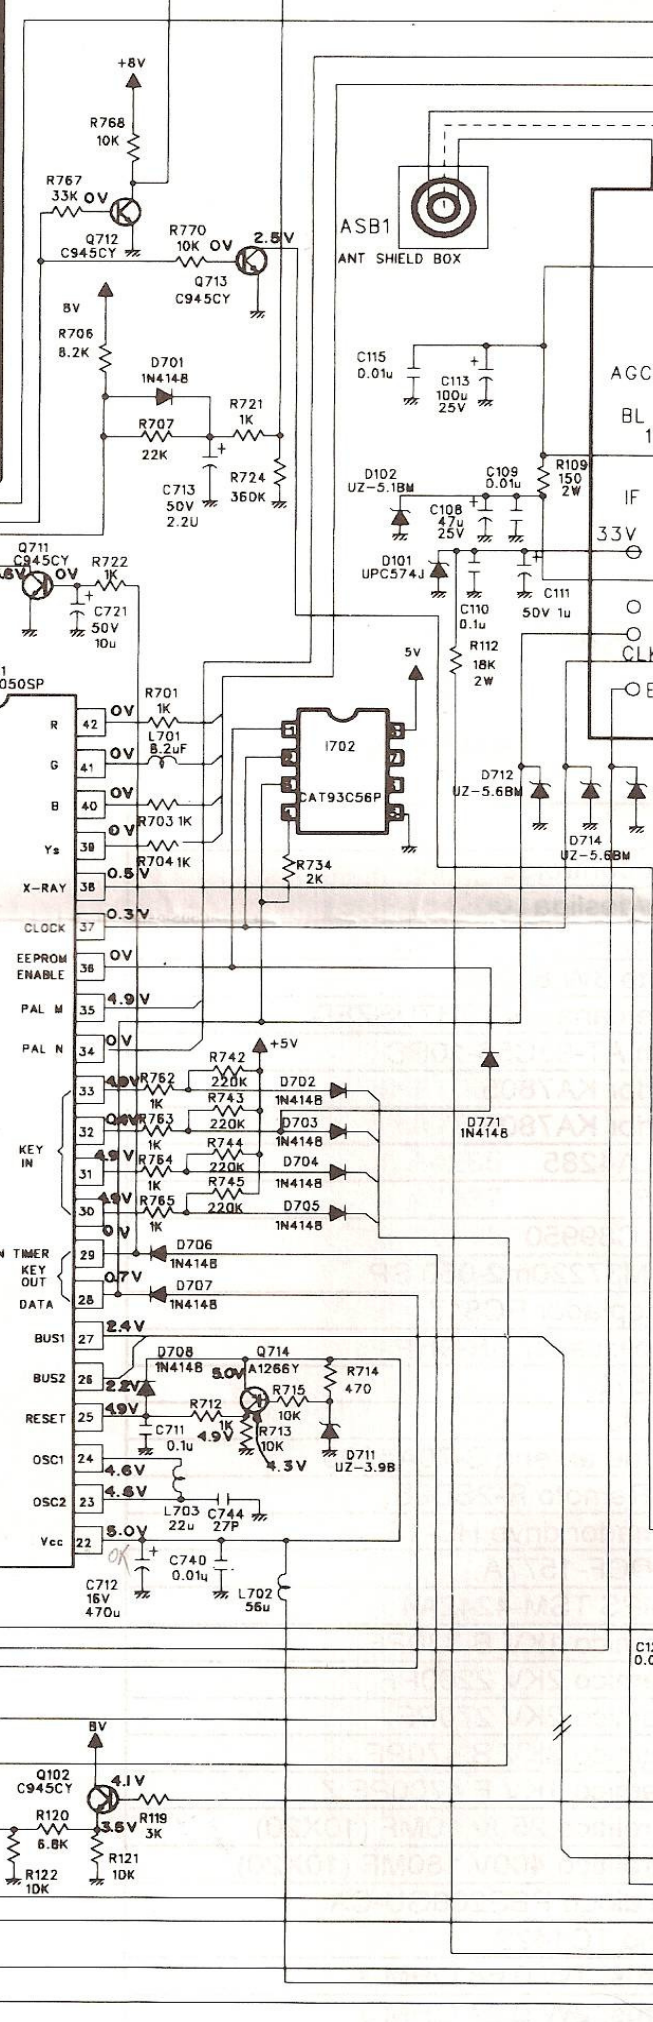 +8V
R768
10K
R767
33K
0V
Q712
C945CY
R770
10K
0V
2.5V
Q713
C945CY
ASB1
ANT SHIELD BOX
8V
R706
8.2K
D701
1N4148
C115
0.01u
C113
100u
25V
AGC
BL
1
R707
22K
R721
1K
C713
50V
2.2U
R724
360K
D102
UZ-5.1BM
C109
0.01u
R109
150
2W
IF
C108
47u
25V
33V
Q711
C945CY
0V
R722
1K
D101
UPC574J
C721
50V
10u
C110
0.1u
C111
50V 1u
R112
18K
2W
5V
050SP
R
42
0V
R701
1K
G
41
0V
L701
8.2uF
B
40
0V
R703 1K
Ys
39
0V
R704 1K
I702
CAT93C56P
D712
UZ-5.6BM
D714
UZ-5.6BM
R734
2K
X-RAY
38
0.5V
CLOCK
37
0.3V
EEPROM
ENABLE
36
0V
PAL M
35
4.9V
PAL N
34
0V
+5V
33
4.9V
R762
1K
R742
220K
D702
1N4148
32
R763
1K
R743
220K
D703
1N4148
D771
1N4148
KEY
IN
31
4.9V
R764
1K
R744
220K
D704
1N4148
30
4.9V
R765
1K
R745
220K
D705
1N4148
0V
N TIMER
29
D706
1N4148
KEY
OUT
DATA
28
0.7V
D707
1N4148
BUS1
27
2.4V
BUS2
26
2.2V
D708
1N4148
5.0V
Q714
A1266Y
R714
470
RESET
25
4.9V
R712
1K
R715
10K
C711
0.1u
4.9V
R713
10K
4.3V
D711
UZ-3.9B
OSC1
24
4.6V
OSC2
23
4.6V
L703
22u
C744
27P
Vcc
22
5.0V
OK
C712
16V
470u
C740
0.01u
L702
56u
8V
Q102
C945CY
4.1V
R120
6.8K
3.5V
R119
3K
R122
10K
R121
10K